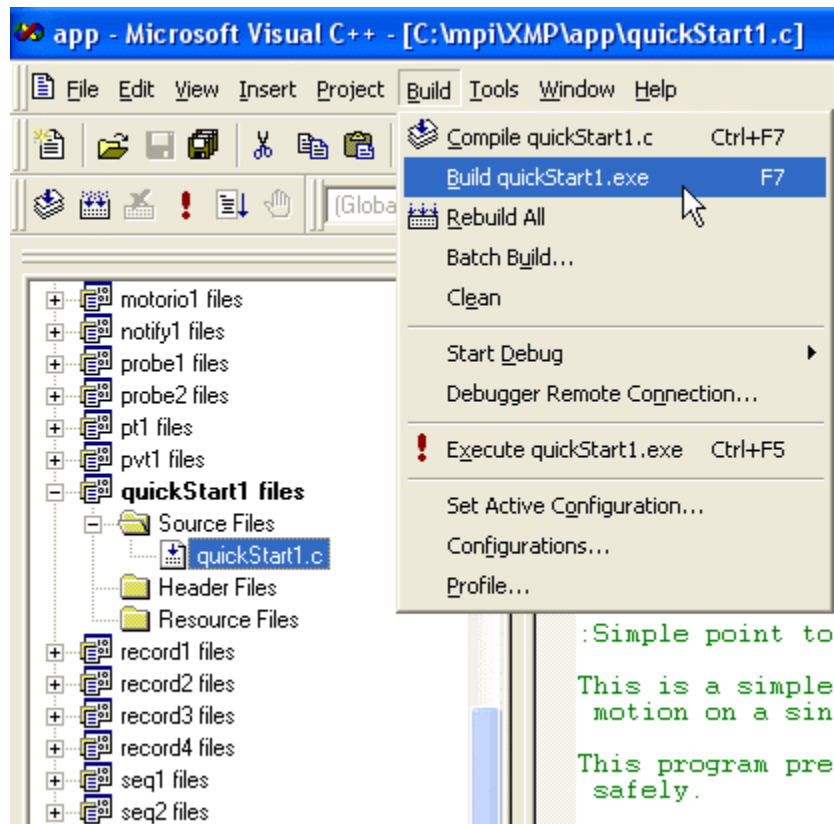 app - Microsoft Visual C++ - [C:\mpi\XMP\app\quickStart1.c]
File Edit View Insert Project Build Tools Window Help
Compile quickStart1.c Ctrl+F7
Build quickStart1.exe F7
(Globa
Rebuild All
Batch Build...
Clean
Start Debug
Debugger Remote Connection...
Execute quickStart1.exe Ctrl+F5
Set Active Configuration...
Configurations...
Profile...
motorio1 files
notify1 files
probe1 files
probe2 files
pt1 files
pvt1 files
quickStart1 files
Source Files
quickStart1.c
Header Files
Resource Files
record1 files
record2 files
record3 files
record4 files
seq1 files
seq2 files
:Simple point to
This is a simple
motion on a sin
This program pre
safely.